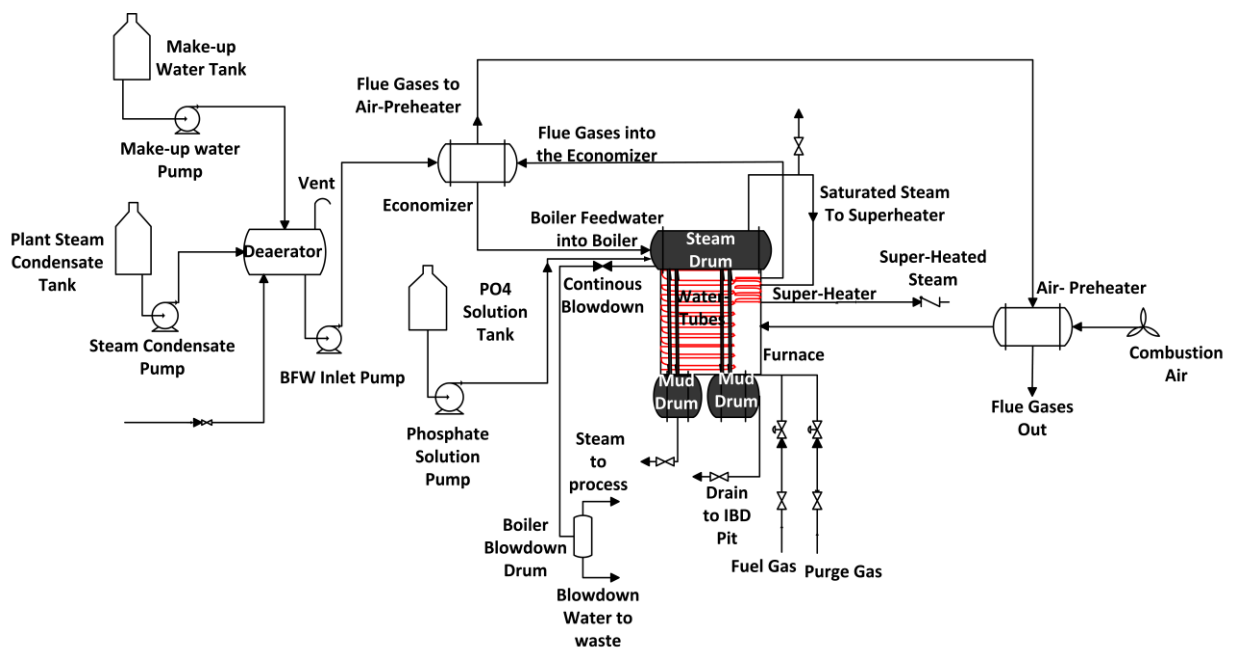 Make-up
Water Tank
Make-up water
Pump
Plant Steam
Condensate
Tank
Steam Condensate
Pump
Vent
Deaerator
BFW Inlet Pump
Flue Gases to
Air-Preheater
Economizer
Flue Gases into
the Economizer
Boiler Feedwater
into Boiler
PO4
Solution
Tank
Phosphate
Solution
Pump
Continous
Blowdown
Steam
Drum
Water-
Tubes
Mud
Drum
Mud
Drum
Saturated Steam
To Superheater
Super-Heated
Steam
Super-Heater
Furnace
Air- Preheater
Combustion
Air
Flue Gases
Out
Steam
to
process
Boiler
Blowdown
Drum
Blowdown
Water to
waste
Drain
to IBD
Pit
Fuel Gas
Purge Gas